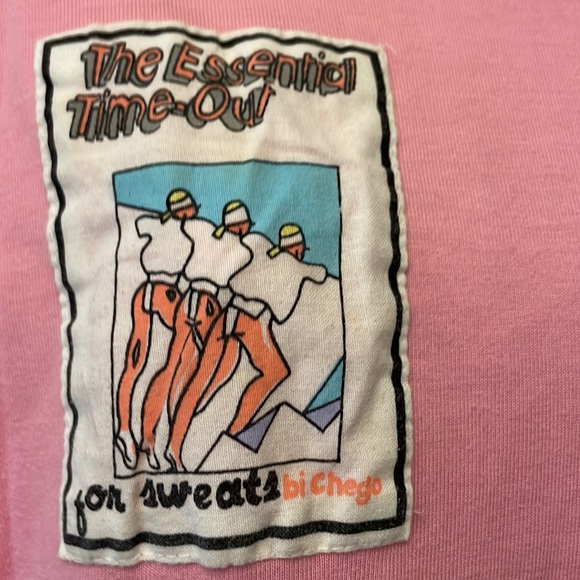 The Essential
Time-Out
for sweats bi chego